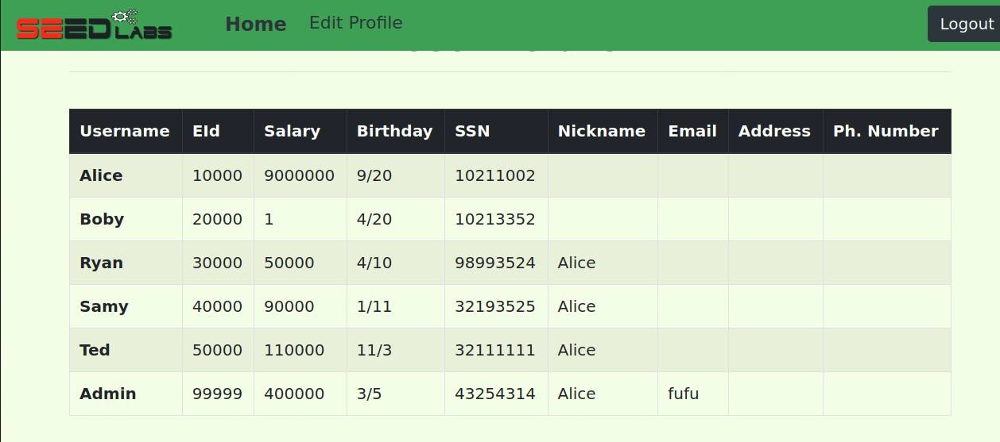 SEED LABS Home Edit Profile Logout
Username EId Salary Birthday SSN Nickname Email Address Ph. Number
Alice 10000 9000000 9/20 10211002
Boby 20000 1 4/20 10213352
Ryan 30000 50000 4/10 98993524 Alice
Samy 40000 90000 1/11 32193525 Alice
Ted 50000 110000 11/3 32111111 Alice
Admin 99999 400000 3/5 43254314 Alice fufu